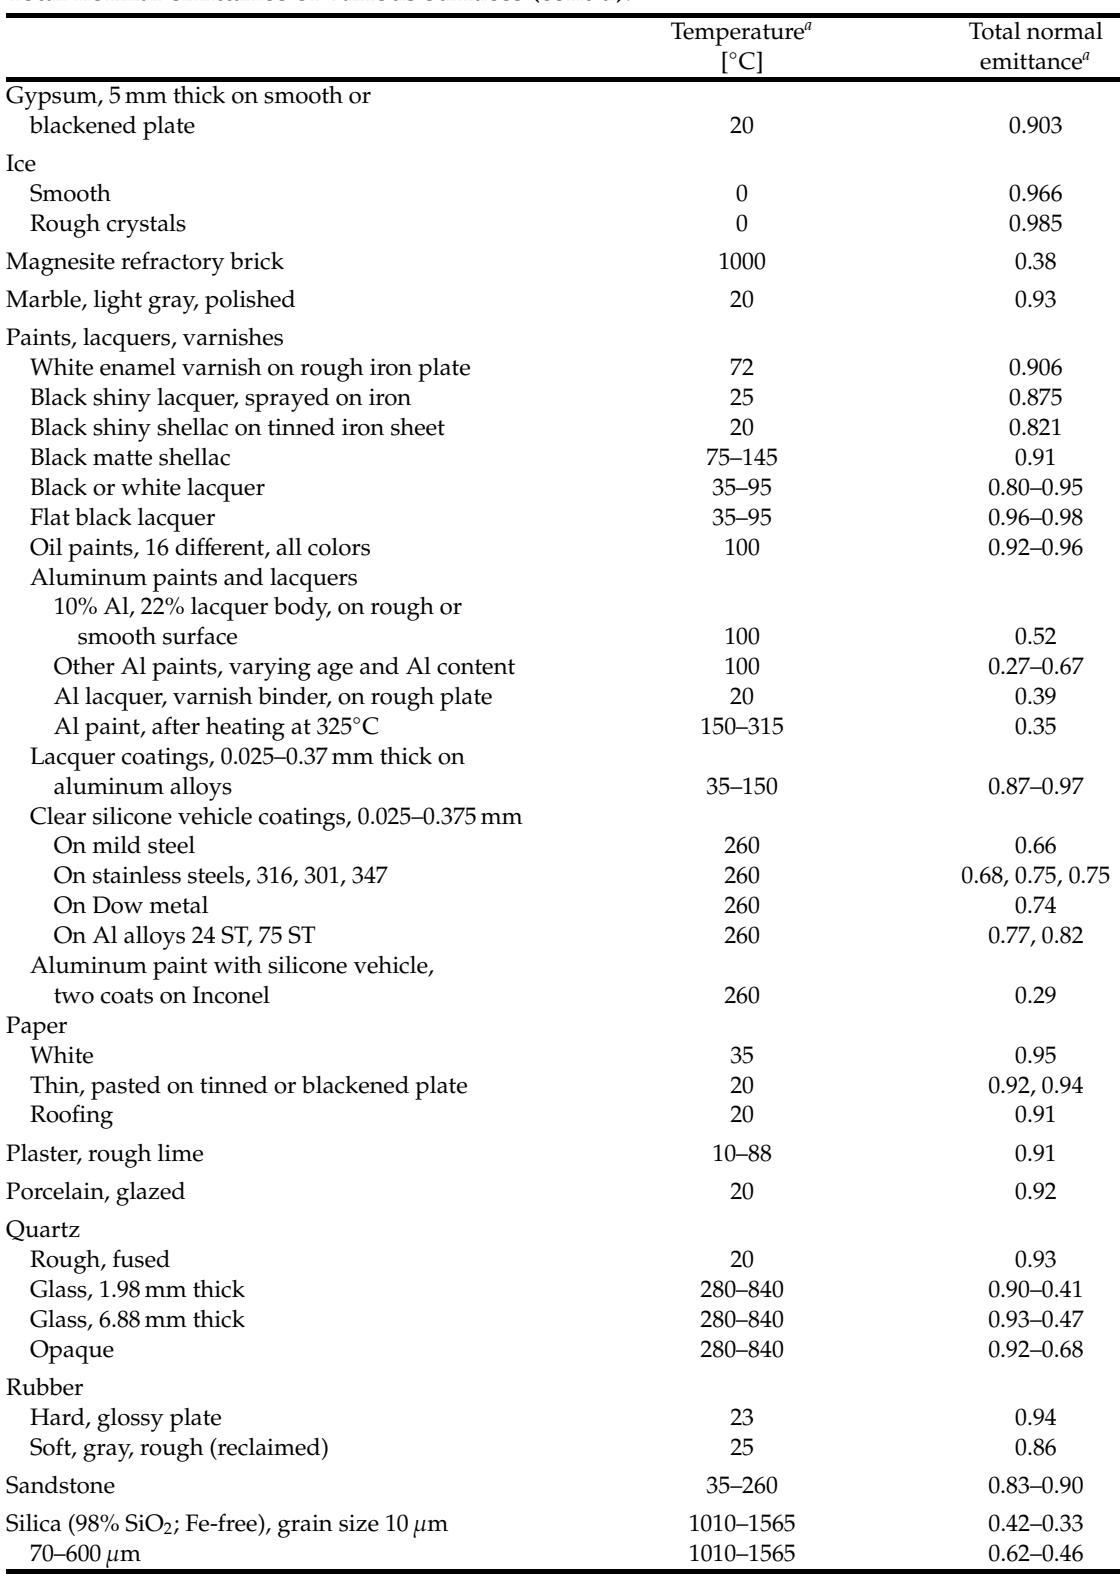 Temperatureᵃ Total normal
[°C] emittanceᵃ
Gypsum, 5 mm thick on smooth or
blackened plate 20 0.903
Ice
Smooth 0 0.966
Rough crystals 0 0.985
Magnesite refractory brick 1000 0.38
Marble, light gray, polished 20 0.93
Paints, lacquers, varnishes
White enamel varnish on rough iron plate 72 0.906
Black shiny lacquer, sprayed on iron 25 0.875
Black shiny shellac on tinned iron sheet 20 0.821
Black matte shellac 75–145 0.91
Black or white lacquer 35–95 0.80–0.95
Flat black lacquer 35–95 0.96–0.98
Oil paints, 16 different, all colors 100 0.92–0.96
Aluminum paints and lacquers
10% Al, 22% lacquer body, on rough or
smooth surface 100 0.52
Other Al paints, varying age and Al content 100 0.27–0.67
Al lacquer, varnish binder, on rough plate 20 0.39
Al paint, after heating at 325°C 150–315 0.35
Lacquer coatings, 0.025–0.37 mm thick on
aluminum alloys 35–150 0.87–0.97
Clear silicone vehicle coatings, 0.025–0.375 mm
On mild steel 260 0.66
On stainless steels, 316, 301, 347 260 0.68, 0.75, 0.75
On Dow metal 260 0.74
On Al alloys 24 ST, 75 ST 260 0.77, 0.82
Aluminum paint with silicone vehicle,
two coats on Inconel 260 0.29
Paper
White 35 0.95
Thin, pasted on tinned or blackened plate 20 0.92, 0.94
Roofing 20 0.91
Plaster, rough lime 10–88 0.91
Porcelain, glazed 20 0.92
Quartz
Rough, fused 20 0.93
Glass, 1.98 mm thick 280–840 0.90–0.41
Glass, 6.88 mm thick 280–840 0.93–0.47
Opaque 280–840 0.92–0.68
Rubber
Hard, glossy plate 23 0.94
Soft, gray, rough (reclaimed) 25 0.86
Sandstone 35–260 0.83–0.90
Silica (98% SiO₂; Fe-free), grain size 10 μm 1010–1565 0.42–0.33
70–600 μm 1010–1565 0.62–0.46